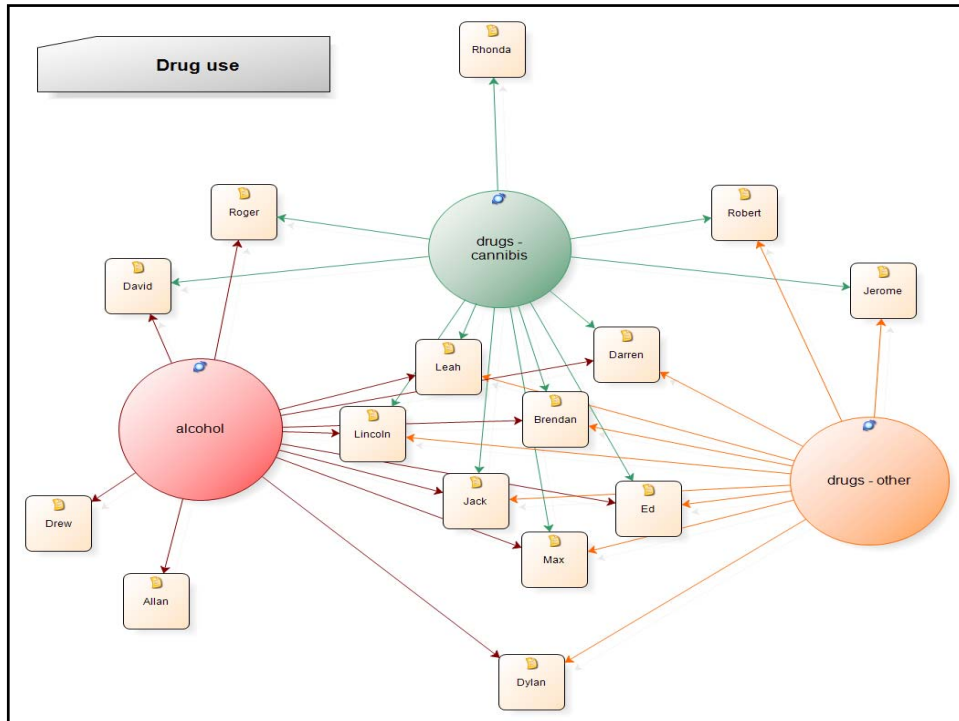 Drug use
Rhonda
Roger
Robert
drugs -
cannibis
David
Jerome
Leah
Darren
alcohol
Lincoln
Brendan
drugs - other
Jack
Ed
Drew
Max
Allan
Dylan